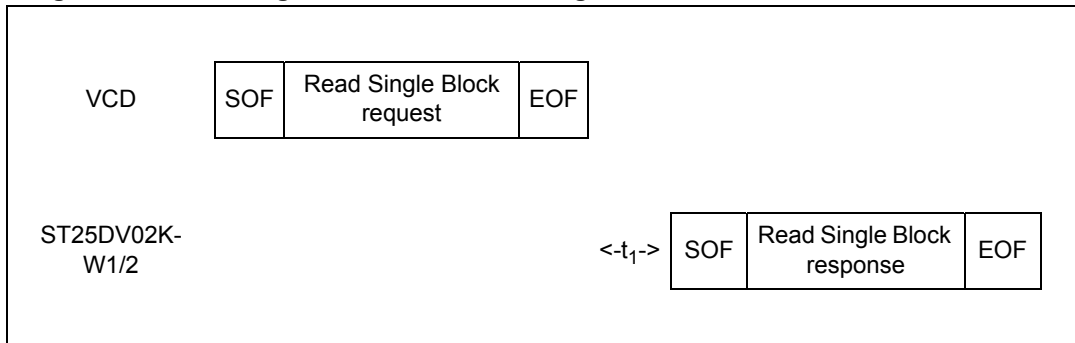 VCD
SOF
Read Single Block
request
EOF
ST25DV02K-
W1/2
<-t1->
SOF
Read Single Block
response
EOF